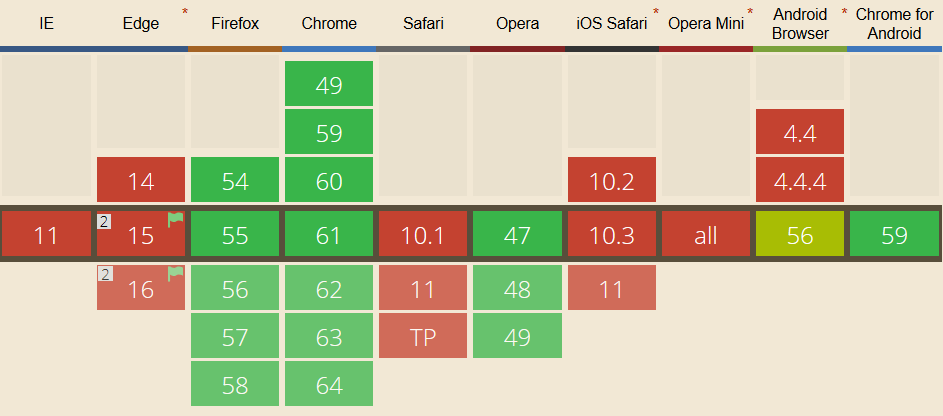 IE Edge * Firefox Chrome Safari Opera iOS Safari * Opera Mini * Android Browser * Chrome for Android
49
59 4.4
14 54 60 10.2 4.4.4
11 2 15 55 61 10.1 47 10.3 all 56 59
2 16 56 62 11 48 11
57 63 TP 49
58 64